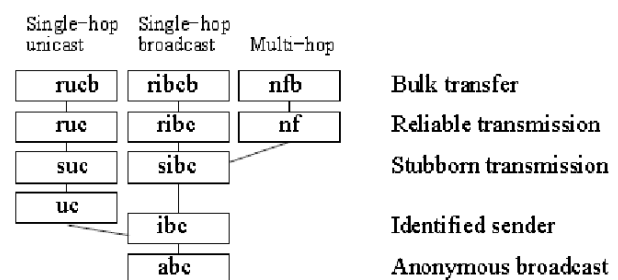 Single-hop unicast
Single-hop broadcast
Multi-hop
rucb ribcb nfb Bulk transfer
ruc ribc nf Reliable transmission
suc sibc Stubborn transmission
uc
ibc Identified sender
abc Anonymous broadcast